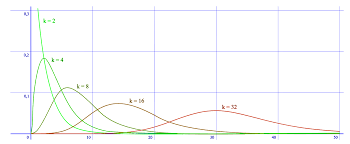 0,3
k = 2
0,2
k = 4
0,1
k = 8
k = 16
k = 32
0
10
20
30
40
50